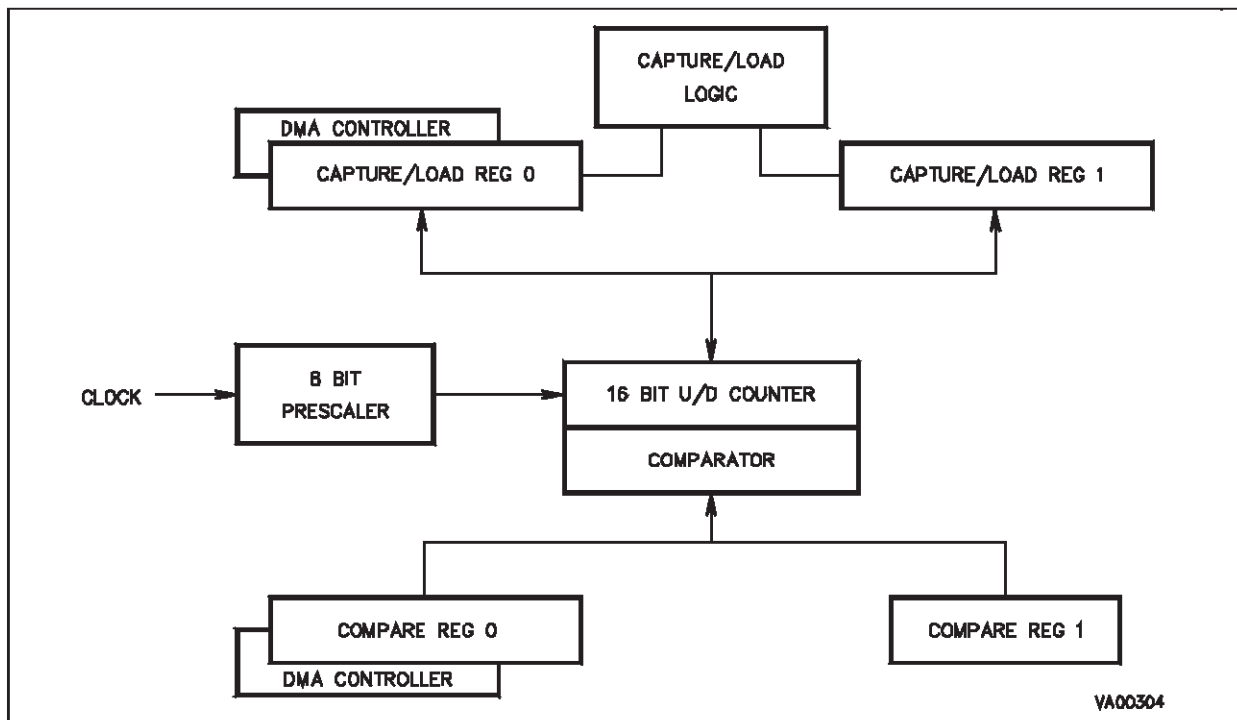 CAPTURE/LOAD
LOGIC
DMA CONTROLLER
CAPTURE/LOAD REG 0
CAPTURE/LOAD REG 1
CLOCK
8 BIT
PRESCALER
16 BIT U/D COUNTER
COMPARATOR
COMPARE REG 0
COMPARE REG 1
DMA CONTROLLER
VA00304